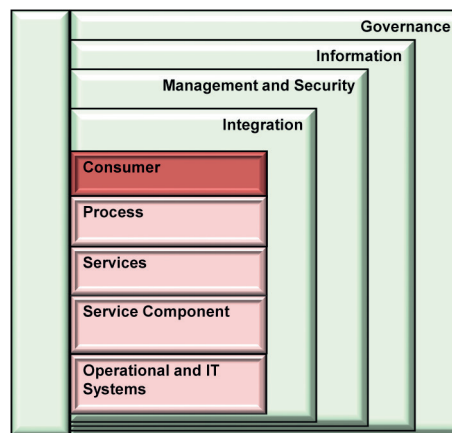 Governance
Information
Management and Security
Integration
Consumer
Process
Services
Service Component
Operational and IT
Systems